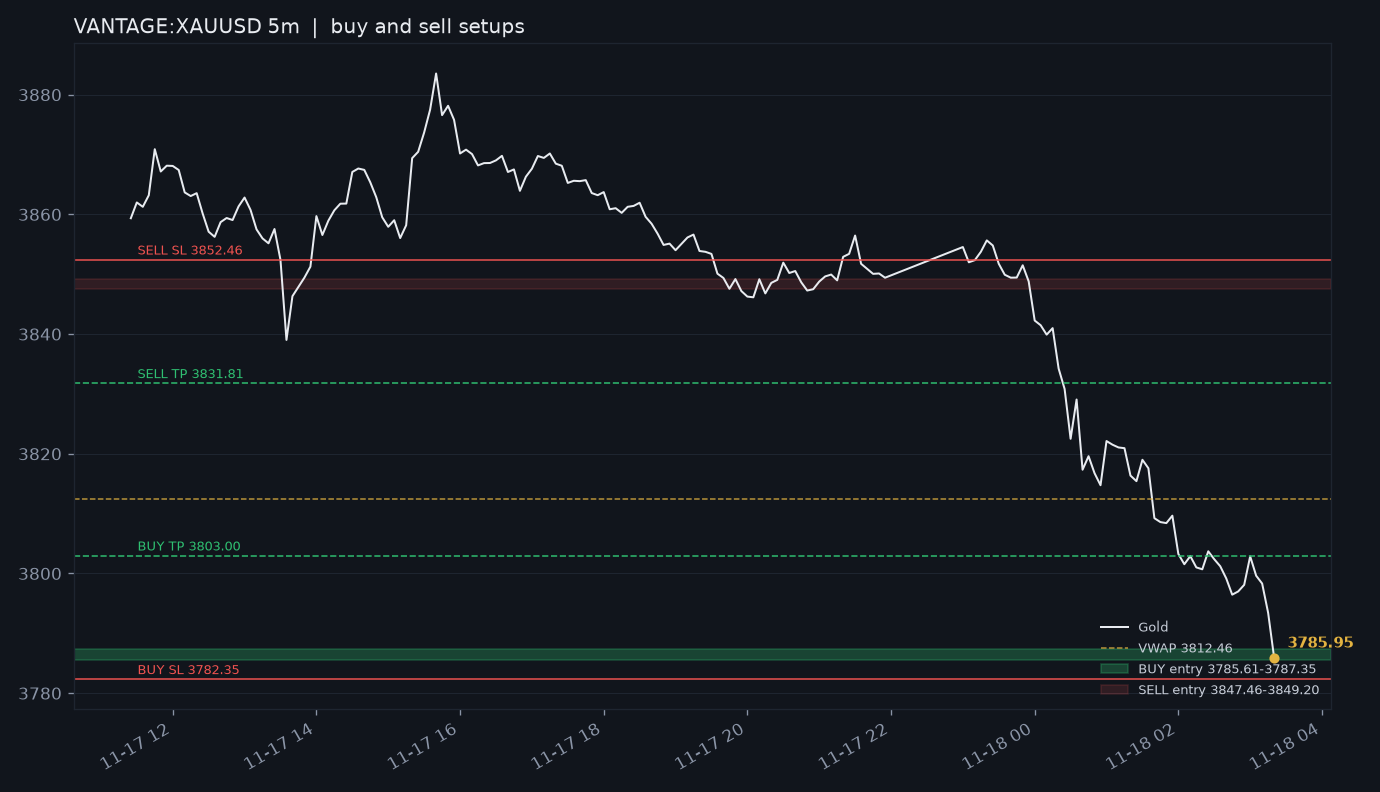 VANTAGE:XAUUSD 5m | buy and sell setups
3880
3860
SELL SL 3852.46
3840
SELL TP 3831.81
3820
BUY TP 3803.00
3800
Gold
3785.95
VWAP 3812.46
BUY SL 3782.35
BUY entry 3785.61-3787.35
SELL entry 3847.46-3849.20
3780
11-17 12
11-17 14
11-17 16
11-17 18
11-17 20
11-17 22
11-18 00
11-18 02
11-18 04